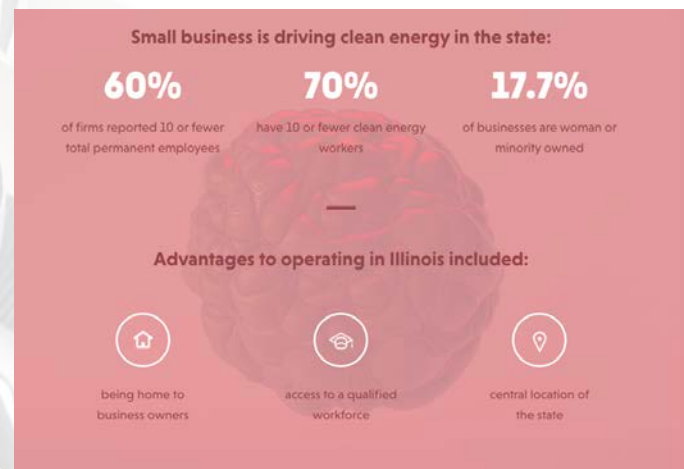 Small business is driving clean energy in the state:
60%
70%
17.7%
of firms reported 10 or fewer
total permanent employees
have 10 or fewer clean energy
workers
of businesses are woman or
minority owned
Advantages to operating in Illinois included:
being home to
business owners
access to a qualified
workforce
central location of
the state